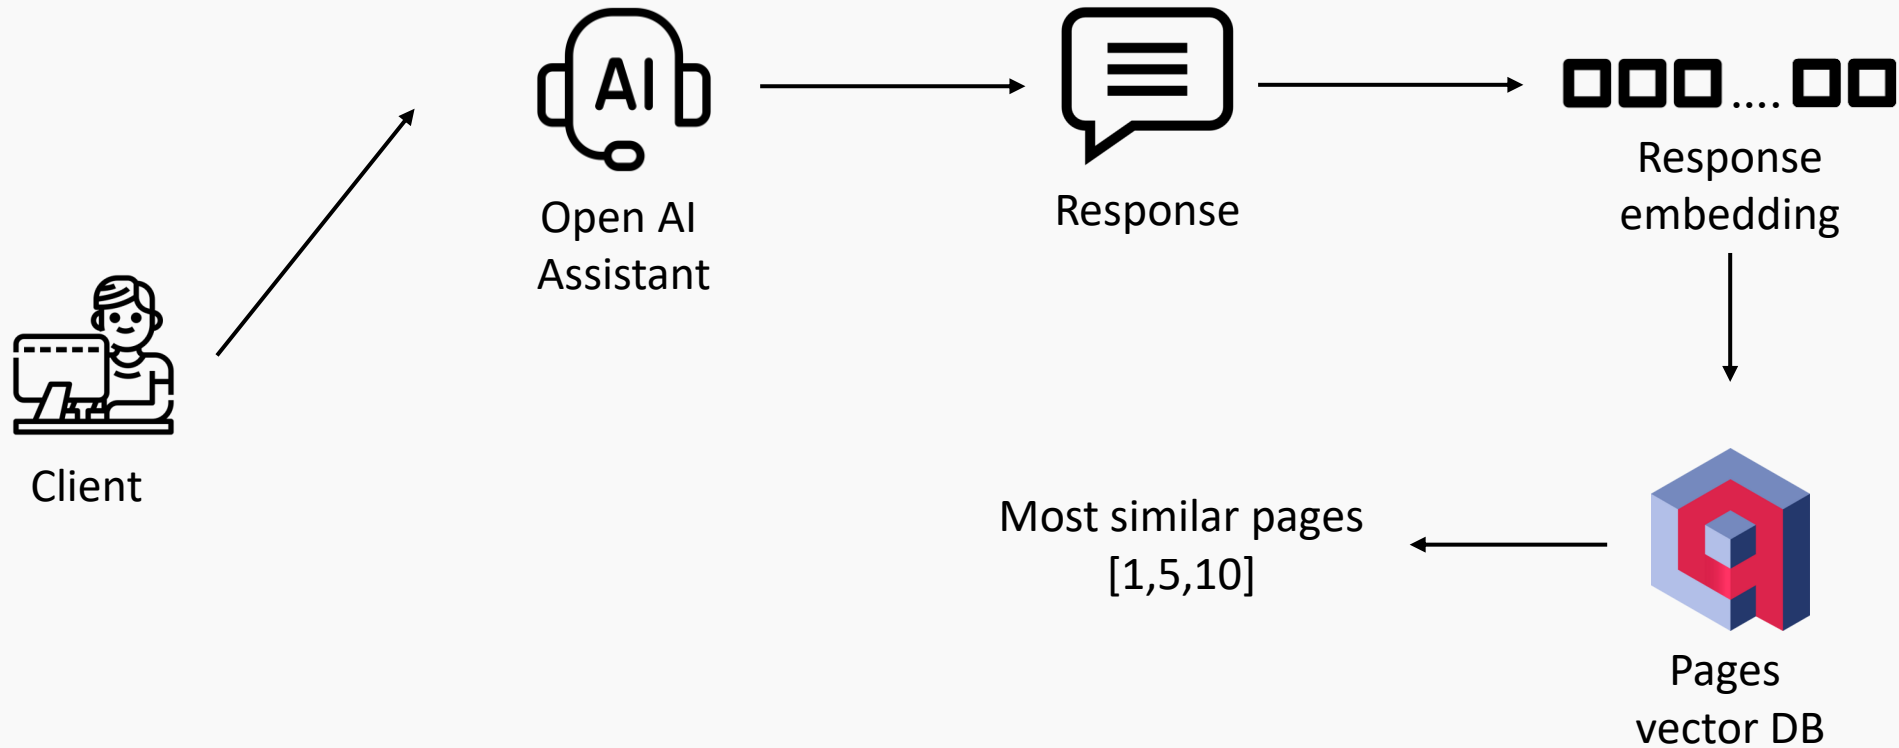 AI
Open AI
Assistant
Response
....
Response
embedding
Client
Most similar pages
[1,5,10]
Pages
vector DB